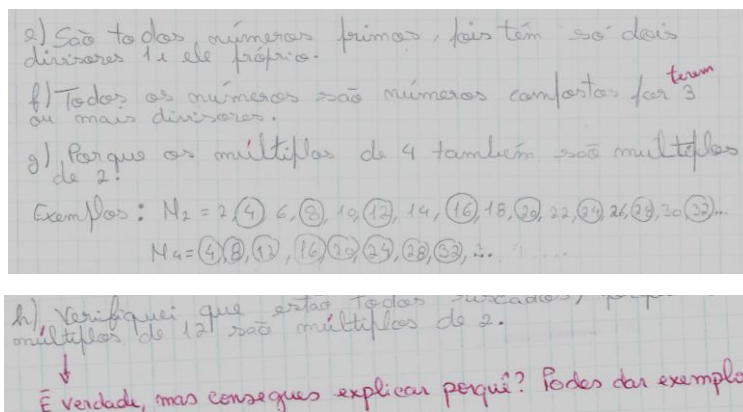 e) São todos números primos, pois têm só dois
divisores 1 e ele próprio.
f) Todos os números são números compostos por terem 3
ou mais divisores.
g) Porque os múltiplos de 4 também são multiplos
de 2.
Exemplos: M2 = 2, 4, 6, 8, 10, 12, 14, 16, 18, 20, 22, 24, 26, 28, 30, 32...
M4 = 4, 8, 12, 16, 20, 24, 28, 32, ...
h) Verifiquei que estão todos riscados,
múltiplos de 12 são múltiplos de 2.
É verdade, mas consegues explicar porquê? Podes dar exemplo